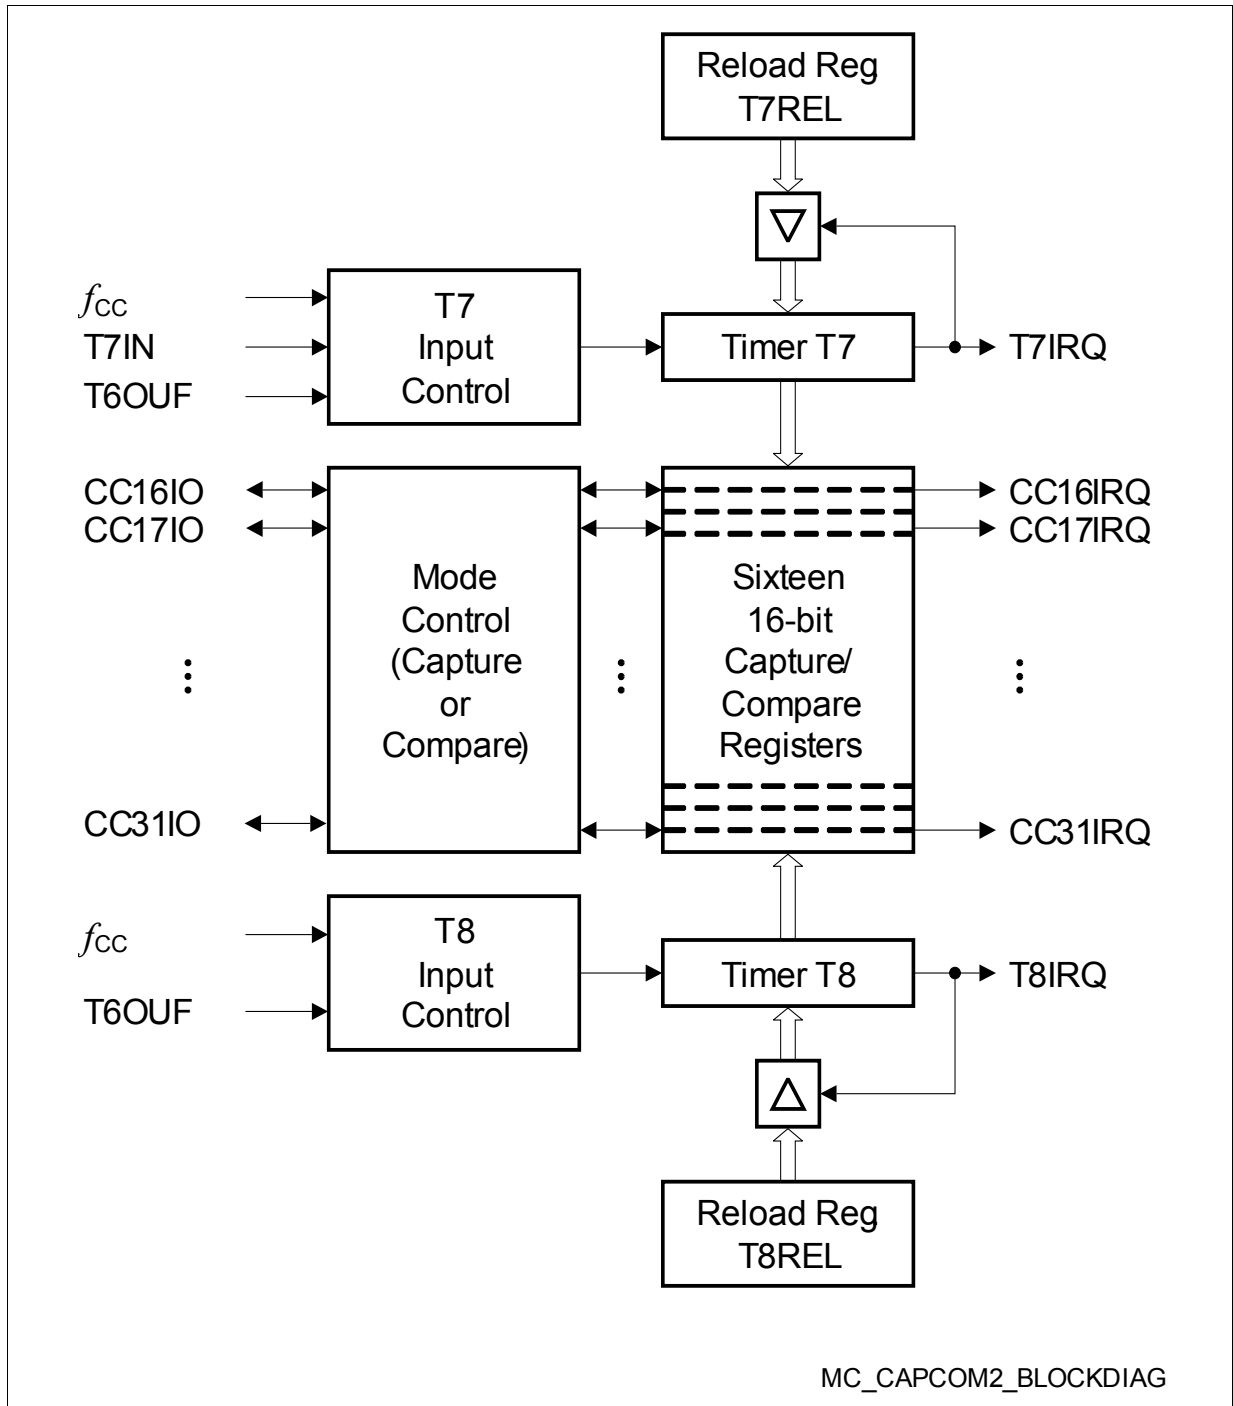 Reload Reg
T7REL
fCC
T7IN
T6OUF
T7
Input
Control
Timer T7
T7IRQ
CC16IO
CC17IO
CC31IO
Mode
Control
(Capture
or
Compare)
Sixteen
16-bit
Capture/
Compare
Registers
CC16IRQ
CC17IRQ
CC31IRQ
fCC
T6OUF
T8
Input
Control
Timer T8
T8IRQ
Reload Reg
T8REL
MC_CAPCOM2_BLOCKDIAG